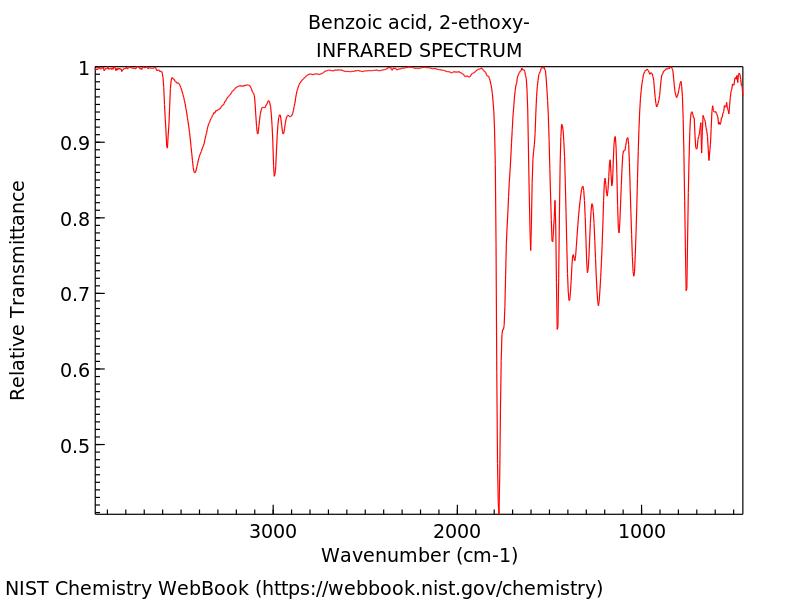 Benzoic acid, 2-ethoxy-
INFRARED SPECTRUM
1
0.9
0.8
0.7
0.6
0.5
Relative Transmittance
3000 2000 1000
Wavenumber (cm-1)
NIST Chemistry WebBook (https://webbook.nist.gov/chemistry)